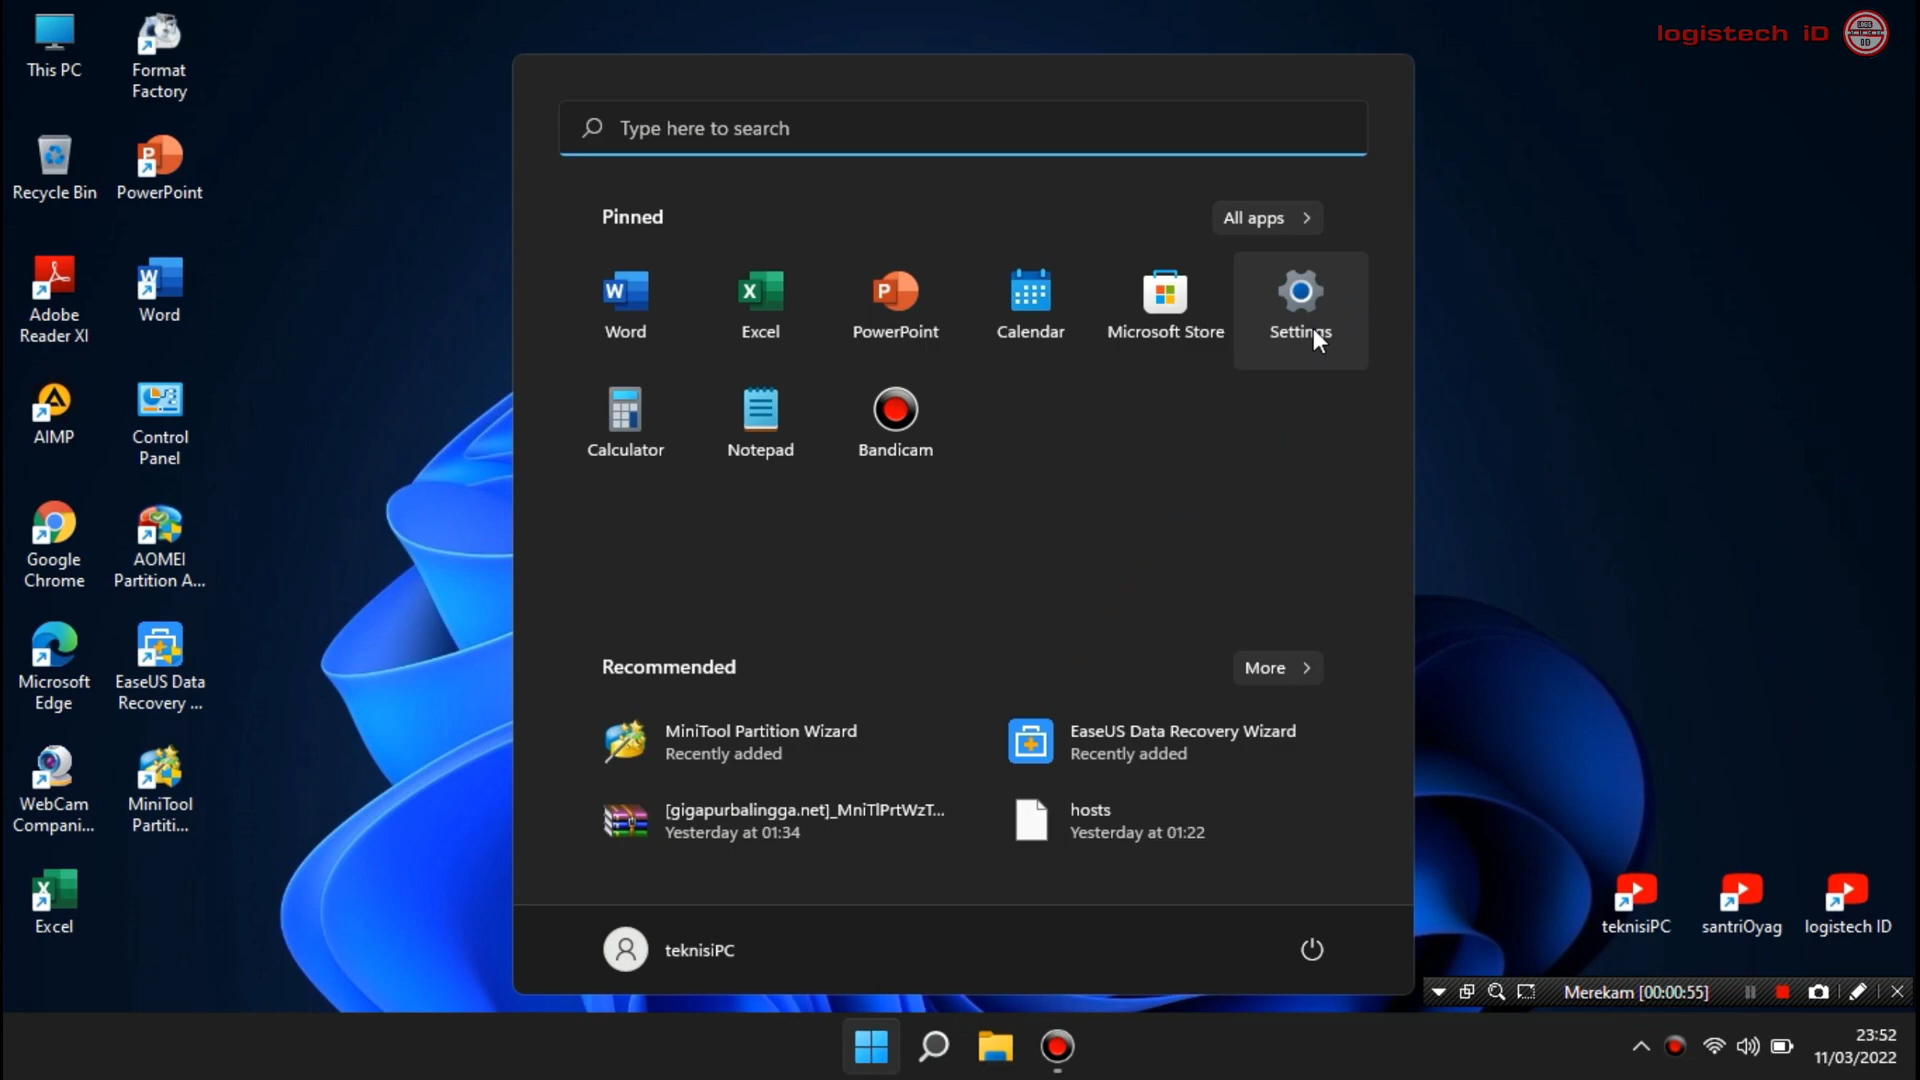 logistech iD
This PC
Format
Factory
Recycle Bin
PowerPoint
Adobe
Reader XI
Word
AIMP
Control
Panel
Google
Chrome
AOMEI
Partition A...
Microsoft
Edge
EaseUS Data
Recovery ...
WebCam
Compani...
MiniTool
Partiti...
Excel
Type here to search
Pinned
All apps
Word
Excel
PowerPoint
Calendar
Microsoft Store
Settings
Calculator
Notepad
Bandicam
Recommended
More
MiniTool Partition Wizard
Recently added
EaseUS Data Recovery Wizard
Recently added
[gigapurbalingga.net]_MniTlPrtWzT...
Yesterday at 01:34
hosts
Yesterday at 01:22
teknisiPC
teknisiPC
santriOyag
logistech ID
Merekam [00:00:55]
23:52
11/03/2022